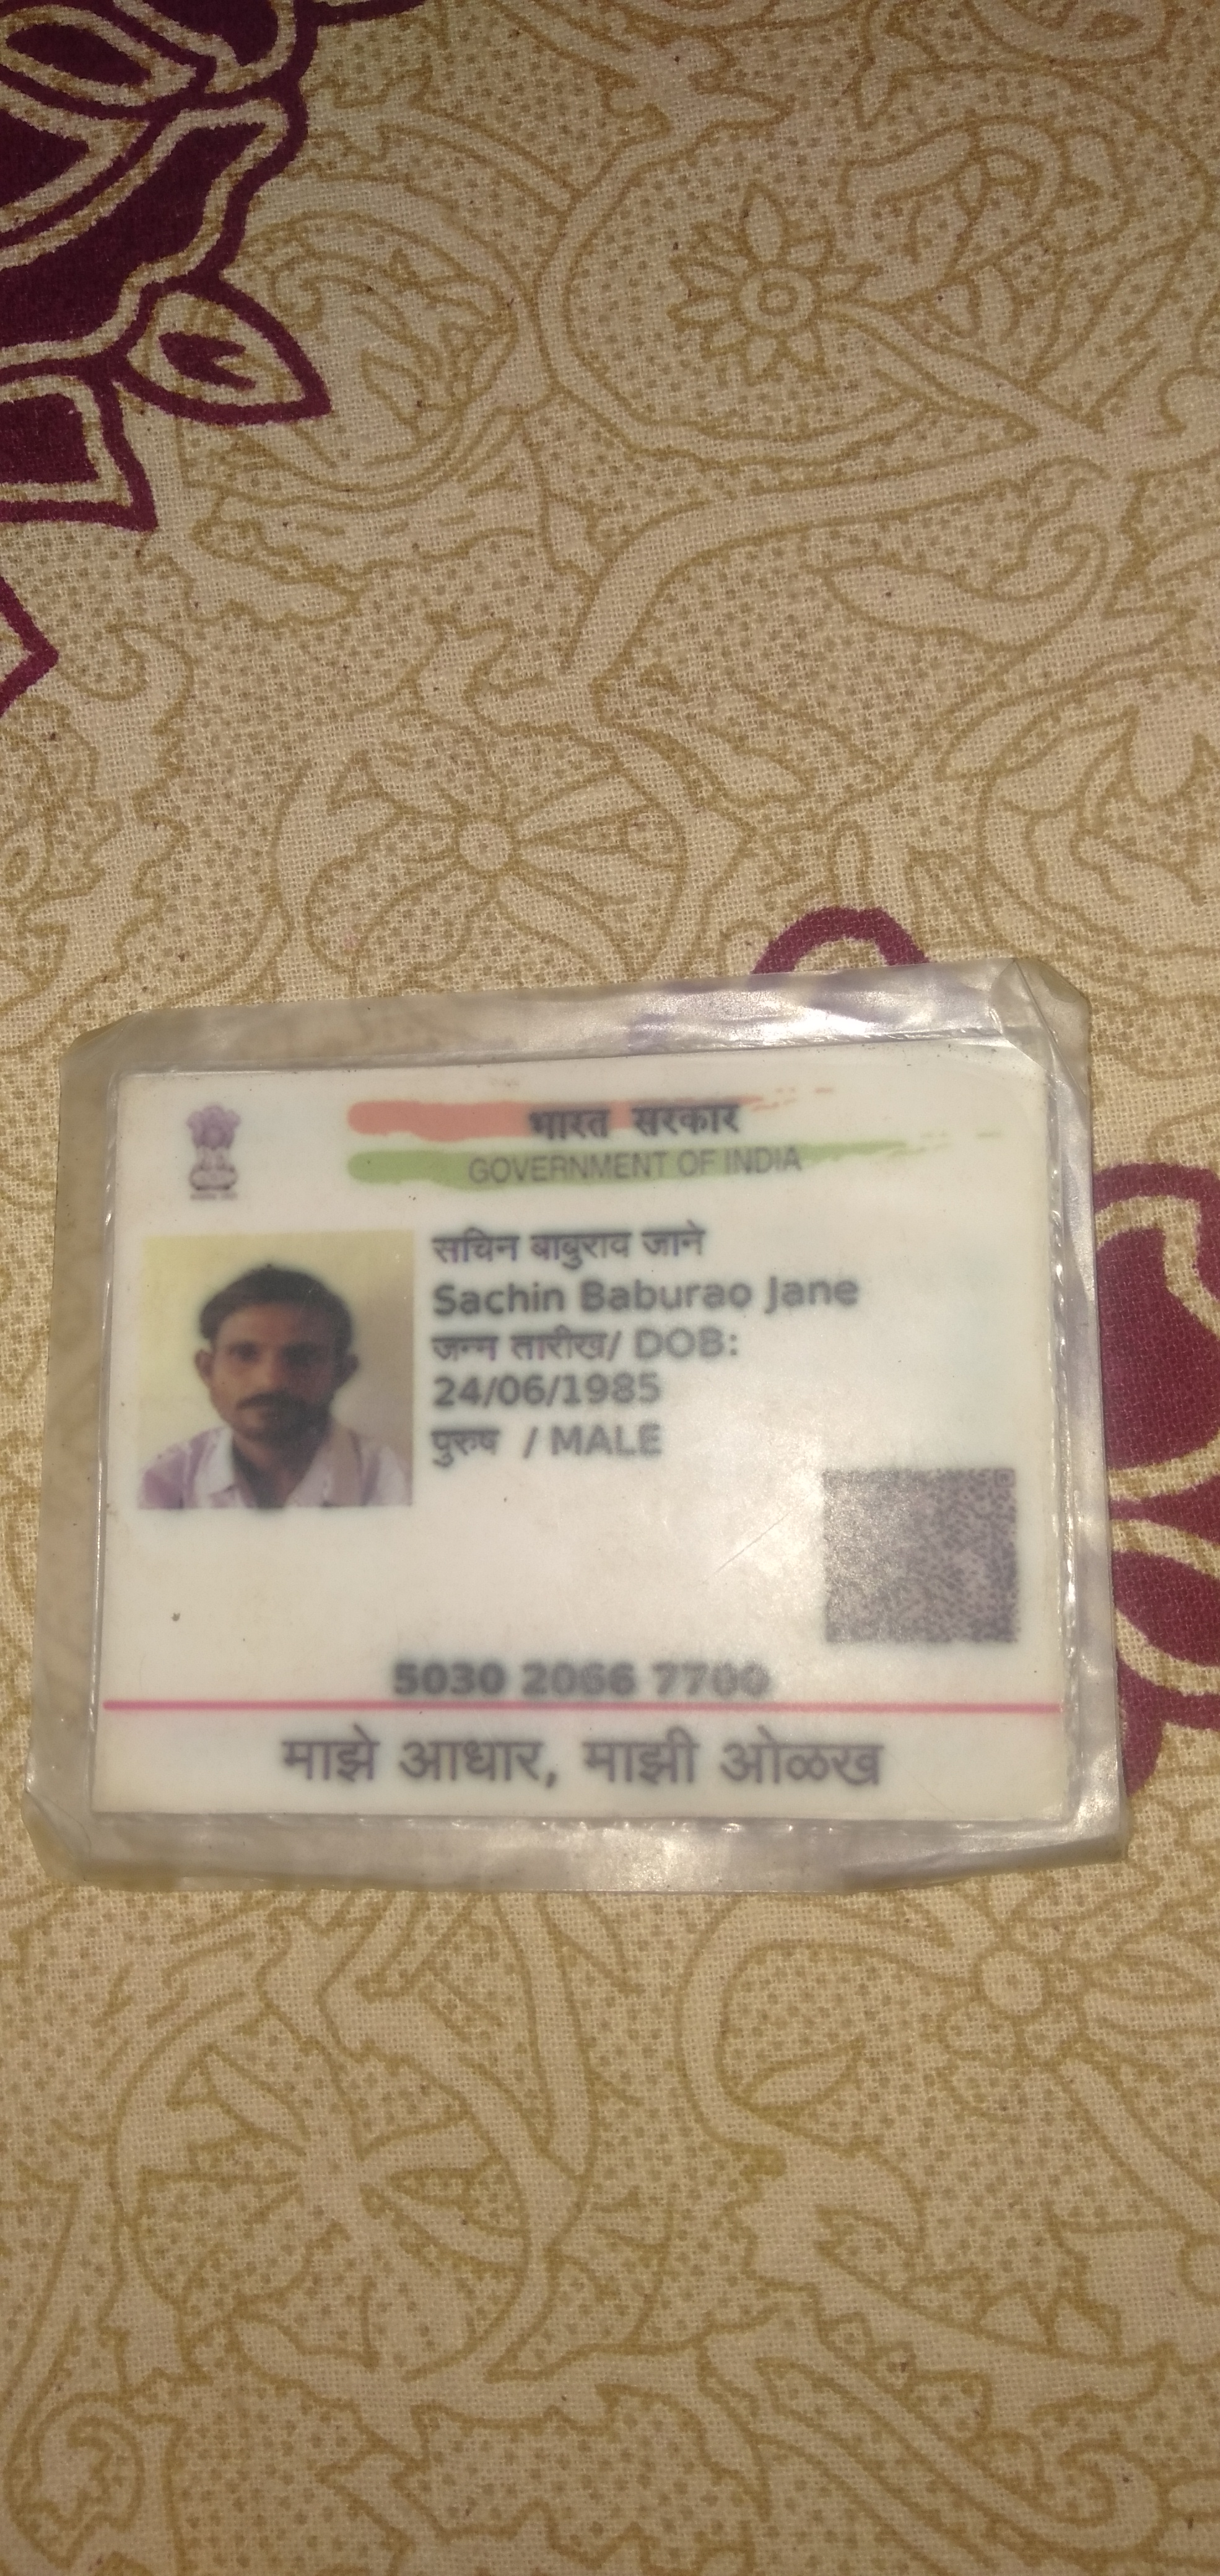 भारत सरकार
GOVERNMENT OF INDIA
सचिन बाबुराव जाने
Sachin Baburao Jane
जन्म तारीख/ DOB:
24/06/1985
पुरुष / MALE
5030 2066
माझे आधार, माझी ओळख